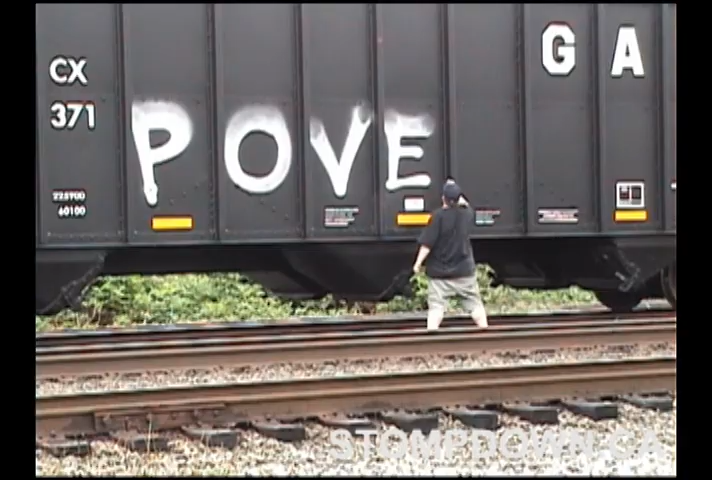 CX
371
POVE
GA
225900
60100
STOMPDOWN.CA